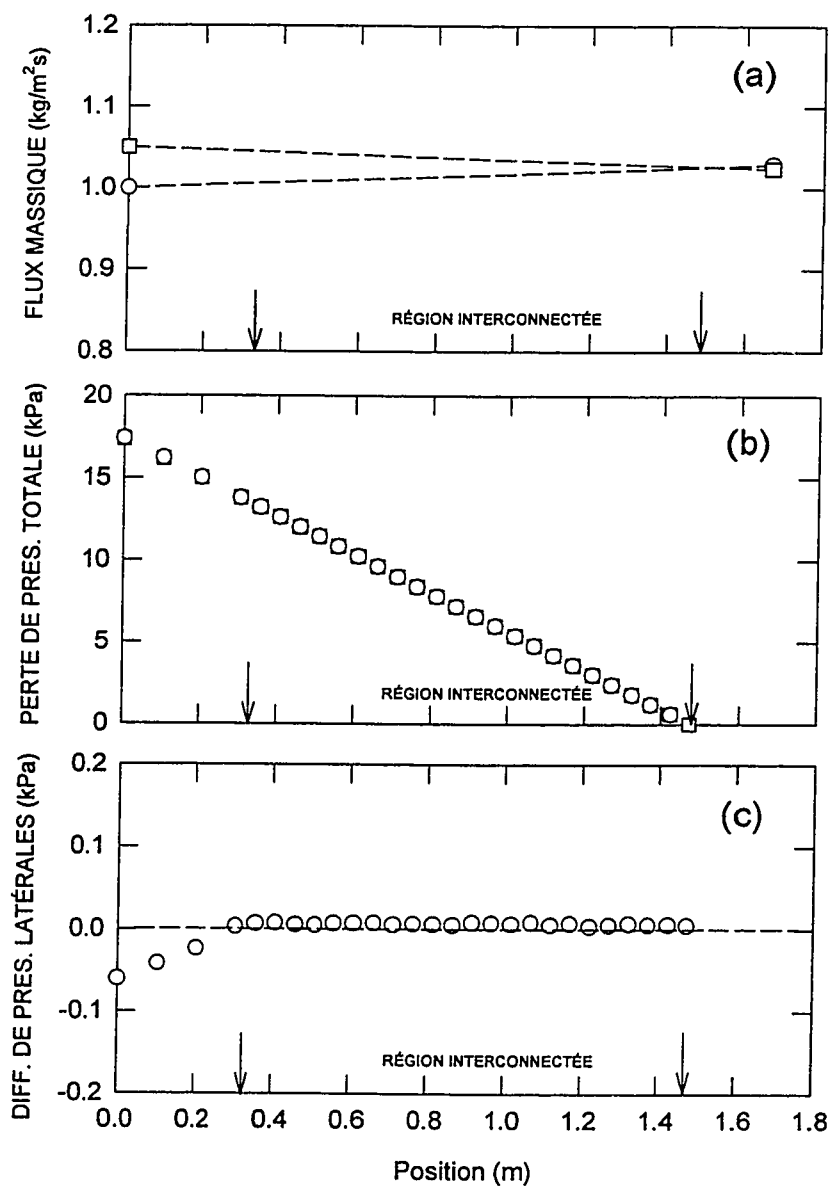 FLUX MASSIQUE (kg/m²s)
1.2
1.1
1.0
0.9
0.8
(a)
RÉGION INTERCONNECTÉE
PERTE DE PRES. TOTALE (kPa)
20
15
10
5
0
(b)
RÉGION INTERCONNECTÉE
DIFF. DE PRES. LATÉRALES (kPa)
0.2
0.1
0.0
-0.1
-0.2
(c)
RÉGION INTERCONNECTÉE
0.0 0.2 0.4 0.6 0.8 1.0 1.2 1.4 1.6 1.8
Position (m)